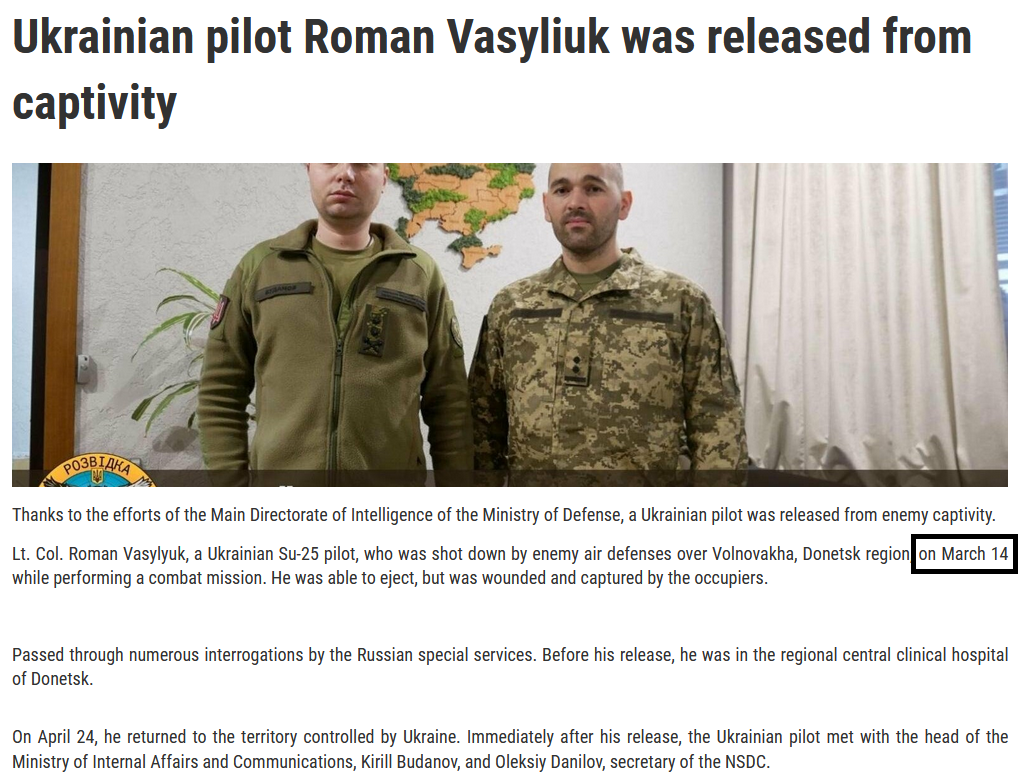 Ukrainian pilot Roman Vasyliuk was released from
captivity
РОЗВІДКА
Thanks to the efforts of the Main Directorate of Intelligence of the Ministry of Defense, a Ukrainian pilot was released from enemy captivity.
Lt. Col. Roman Vasylyuk, a Ukrainian Su-25 pilot, who was shot down by enemy air defenses over Volnovakha, Donetsk region, on March 14
while performing a combat mission. He was able to eject, but was wounded and captured by the occupiers.
Passed through numerous interrogations by the Russian special services. Before his release, he was in the regional central clinical hospital
of Donetsk.
On April 24, he returned to the territory controlled by Ukraine. Immediately after his release, the Ukrainian pilot met with the head of the
Ministry of Internal Affairs and Communications, Kirill Budanov, and Oleksiy Danilov, secretary of the NSDC.